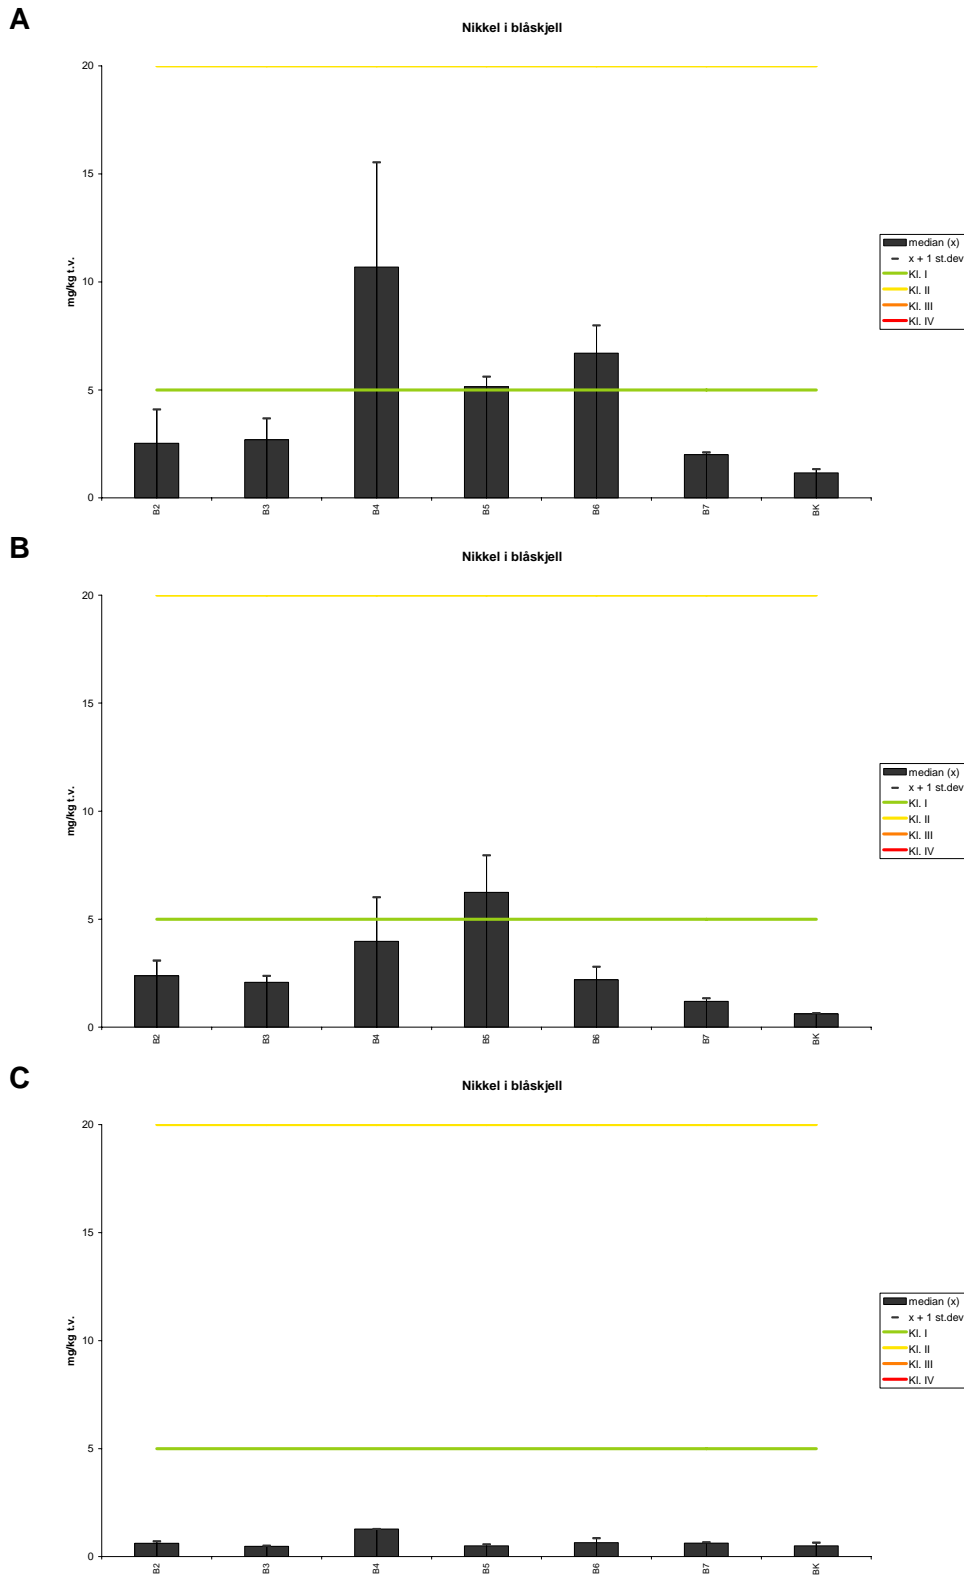 A
Nikkel i blåskjell
20
15
10
5
0
mg/kg t.v.
B2
B3
B4
B5
B6
B7
BK
median (x)
x + 1 st.dev
Kl. I
Kl. II
Kl. III
Kl. IV
B
Nikkel i blåskjell
20
15
10
5
0
mg/kg t.v.
B2
B3
B4
B5
B6
B7
BK
median (x)
x + 1 st.dev
Kl. I
Kl. II
Kl. III
Kl. IV
C
Nikkel i blåskjell
20
15
10
5
0
mg/kg t.v.
B2
B3
B4
B5
B6
B7
BK
median (x)
x + 1 st.dev
Kl. I
Kl. II
Kl. III
Kl. IV